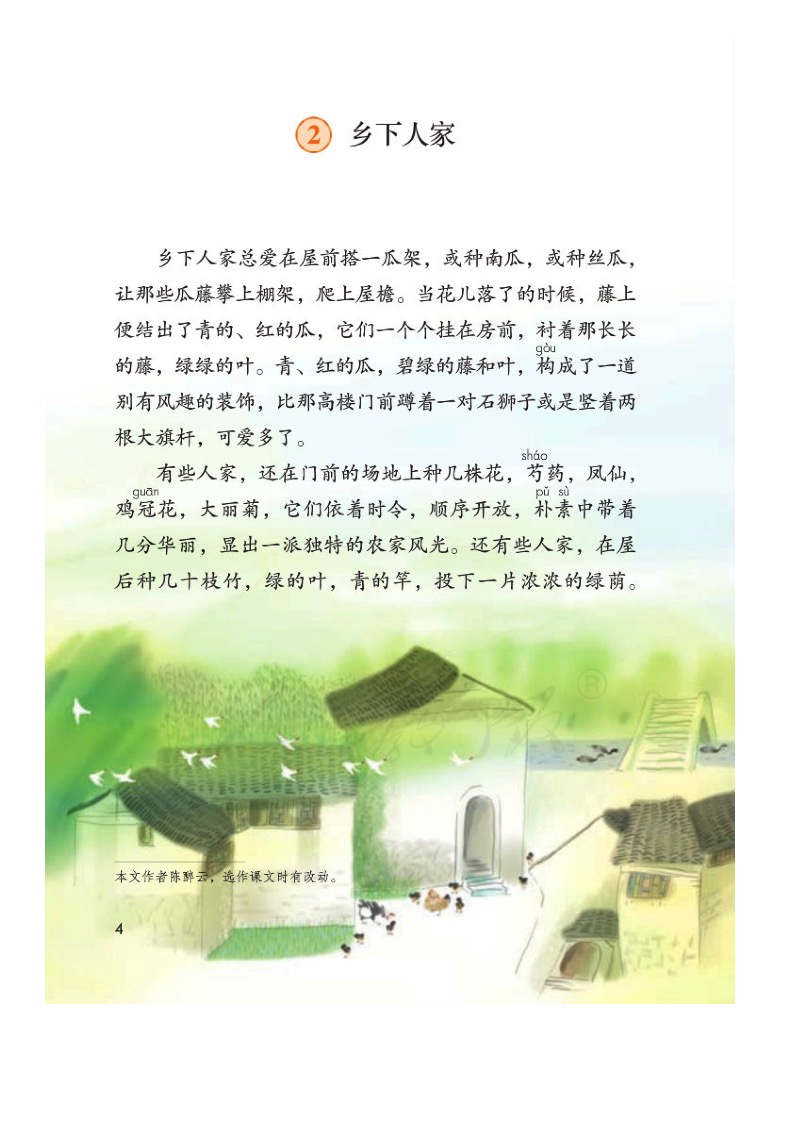 2 乡下人家
乡下人家总爱在屋前搭一瓜架，或种南瓜，或种丝瓜，
让那些瓜藤攀上棚架，爬上屋檐。当花儿落了的时候，藤上
便结出了青的、红的瓜，它们一个个挂在房前，衬着那长长
gòu
的藤，绿绿的叶。青、红的瓜，碧绿的藤和叶，构成了一道
别有风趣的装饰，比那高楼门前蹲着一对石狮子或是竖着两
根大旗杆，可爱多了。
sháo
有些人家，还在门前的场地上种几株花，芍药，凤仙，
guān pǔ sù
鸡冠花，大丽菊，它们依着时令，顺序开放，朴素中带着
几分华丽，显出一派独特的农家风光。还有些人家，在屋
后种几十枝竹，绿的叶，青的竿，投下一片浓浓的绿荫。
本文作者陈醉云，选作课文时有改动。
4